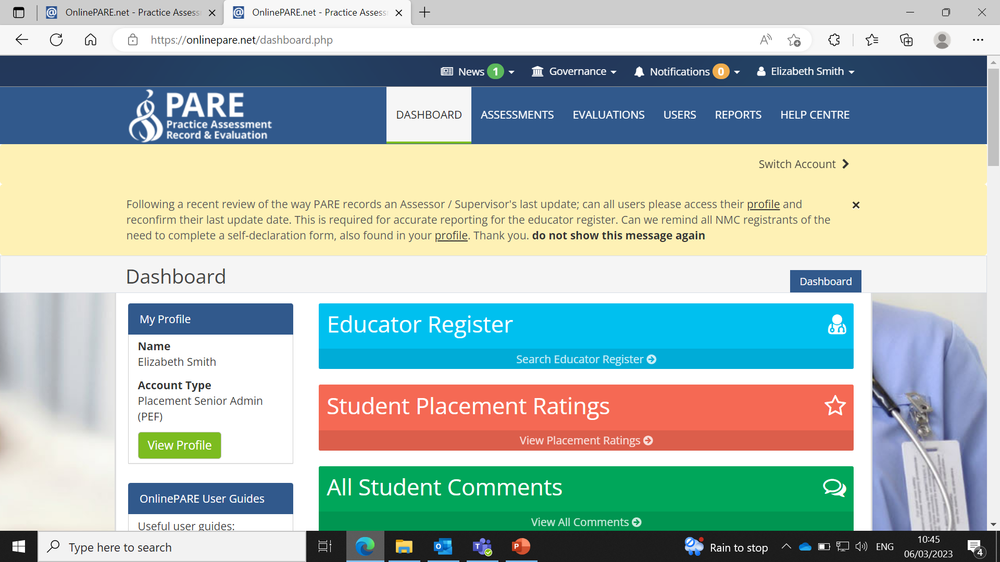 OnlinePARE.net - Practice Assess
OnlinePARE.net - Practice Assess
https://onlinepare.net/dashboard.php
News 1
Governance
Notifications 0
Elizabeth Smith
PARE
Practice Assessment
Record & Evaluation
DASHBOARD
ASSESSMENTS
EVALUATIONS
USERS
REPORTS
HELP CENTRE
Switch Account
Following a recent review of the way PARE records an Assessor / Supervisor's last update; can all users please access their profile and
reconfirm their last update date. This is required for accurate reporting for the educator register. Can we remind all NMC registrants of the
need to complete a self-declaration form, also found in your profile. Thank you. do not show this message again
Dashboard
Dashboard
My Profile
Name
Elizabeth Smith
Account Type
Placement Senior Admin
(PEF)
View Profile
OnlinePARE User Guides
Useful user guides:
Educator Register
Search Educator Register
Student Placement Ratings
View Placement Ratings
All Student Comments
View All Comments
Type here to search
Rain to stop
ENG
10:45
06/03/2023
4